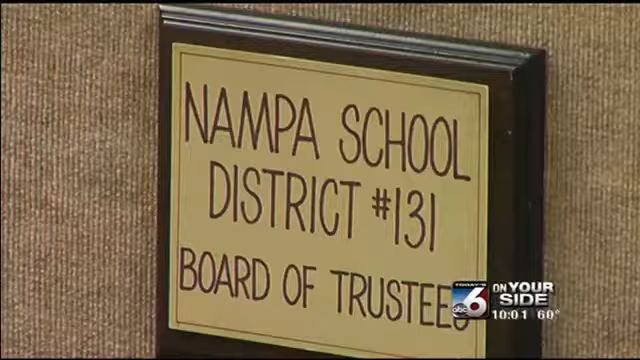 NAMPA SCHOOL
DISTRICT #131
BOARD OF TRUSTEES
TODAY'S
abc 6
ON YOUR
SIDE
10:01 60°